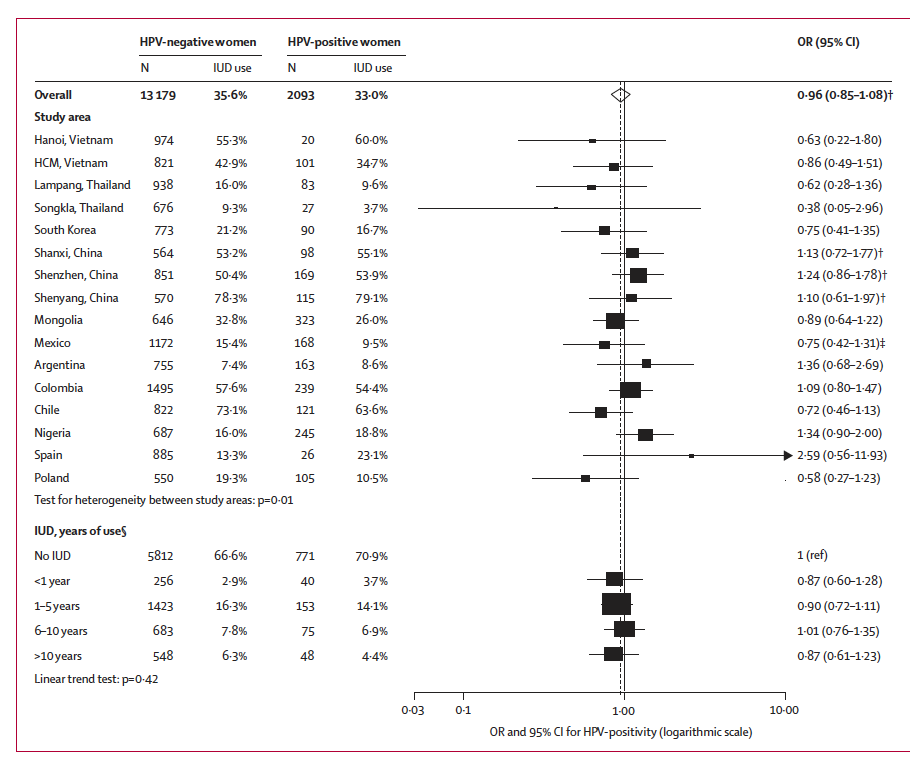 HPV-negative women HPV-positive women OR (95% CI)
N IUD use N IUD use
Overall 13 179 35·6% 2093 33·0% 0·96 (0·85–1·08)†
Study area
Hanoi, Vietnam 974 55·3% 20 60·0% 0·63 (0·22–1·80)
HCM, Vietnam 821 42·9% 101 34·7% 0·86 (0·49–1·51)
Lampang, Thailand 938 16·0% 83 9·6% 0·62 (0·28–1·36)
Songkla, Thailand 676 9·3% 27 3·7% 0·38 (0·05–2·96)
South Korea 773 21·2% 90 16·7% 0·75 (0·41–1·35)
Shanxi, China 564 53·2% 98 55·1% 1·13 (0·72–1·77)†
Shenzhen, China 851 50·4% 169 53·9% 1·24 (0·86–1·78)†
Shenyang, China 570 78·3% 115 79·1% 1·10 (0·61–1·97)†
Mongolia 646 32·8% 323 26·0% 0·89 (0·64–1·22)
Mexico 1172 15·4% 168 9·5% 0·75 (0·42–1·31)‡
Argentina 755 7·4% 163 8·6% 1·36 (0·68–2·69)
Colombia 1495 57·6% 239 54·4% 1·09 (0·80–1·47)
Chile 822 73·1% 121 63·6% 0·72 (0·46–1·13)
Nigeria 687 16·0% 245 18·8% 1·34 (0·90–2·00)
Spain 885 13·3% 26 23·1% 2·59 (0·56-11·93)
Poland 550 19·3% 105 10·5% 0·58 (0·27–1·23)
Test for heterogeneity between study areas: p=0·01
IUD, years of use§
No IUD 5812 66·6% 771 70·9% 1 (ref)
<1 year 256 2·9% 40 3·7% 0·87 (0·60–1·28)
1–5 years 1423 16·3% 153 14·1% 0·90 (0·72–1·11)
6–10 years 683 7·8% 75 6·9% 1·01 (0·76–1·35)
>10 years 548 6·3% 48 4·4% 0·87 (0·61–1·23)
Linear trend test: p=0·42
0·03 0·1 1·00 10·00
OR and 95% CI for HPV-positivity (logarithmic scale)